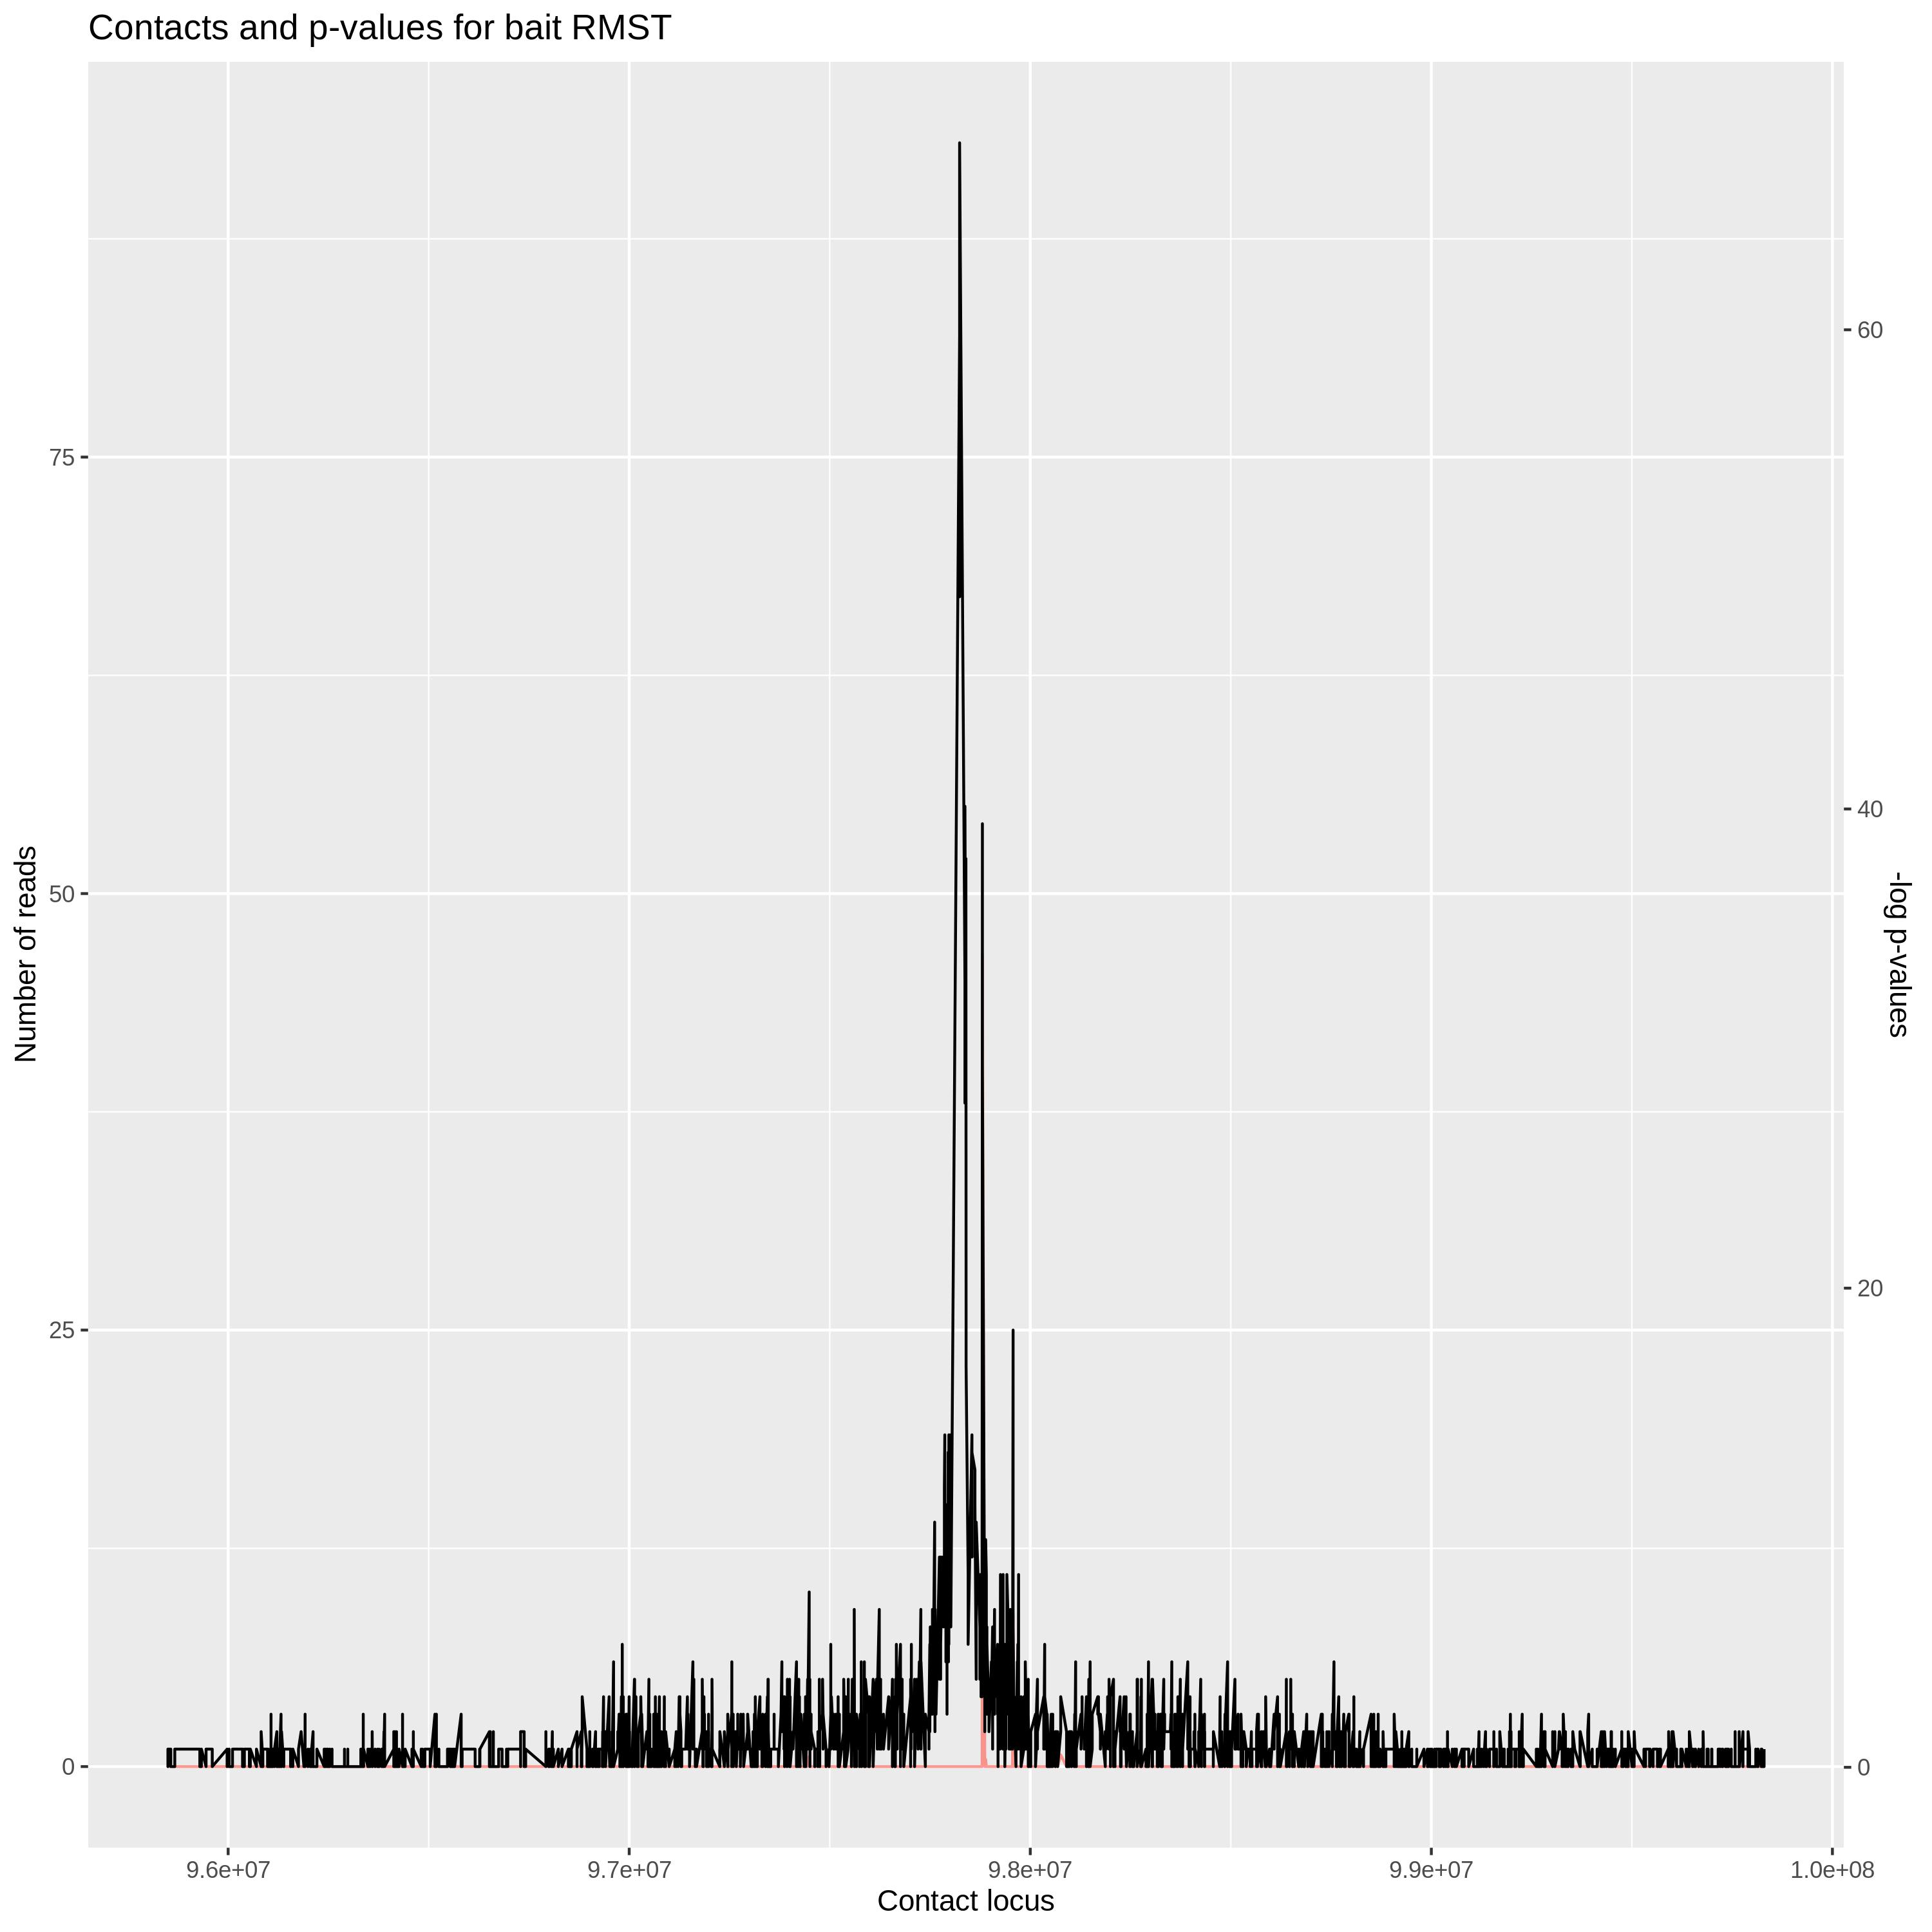 Contacts and p-values for bait RMST
75
50
25
0
Number of reads
60
40
20
0
-log p-values
9.6e+07 9.7e+07 9.8e+07 9.9e+07 1.0e+08
Contact locus